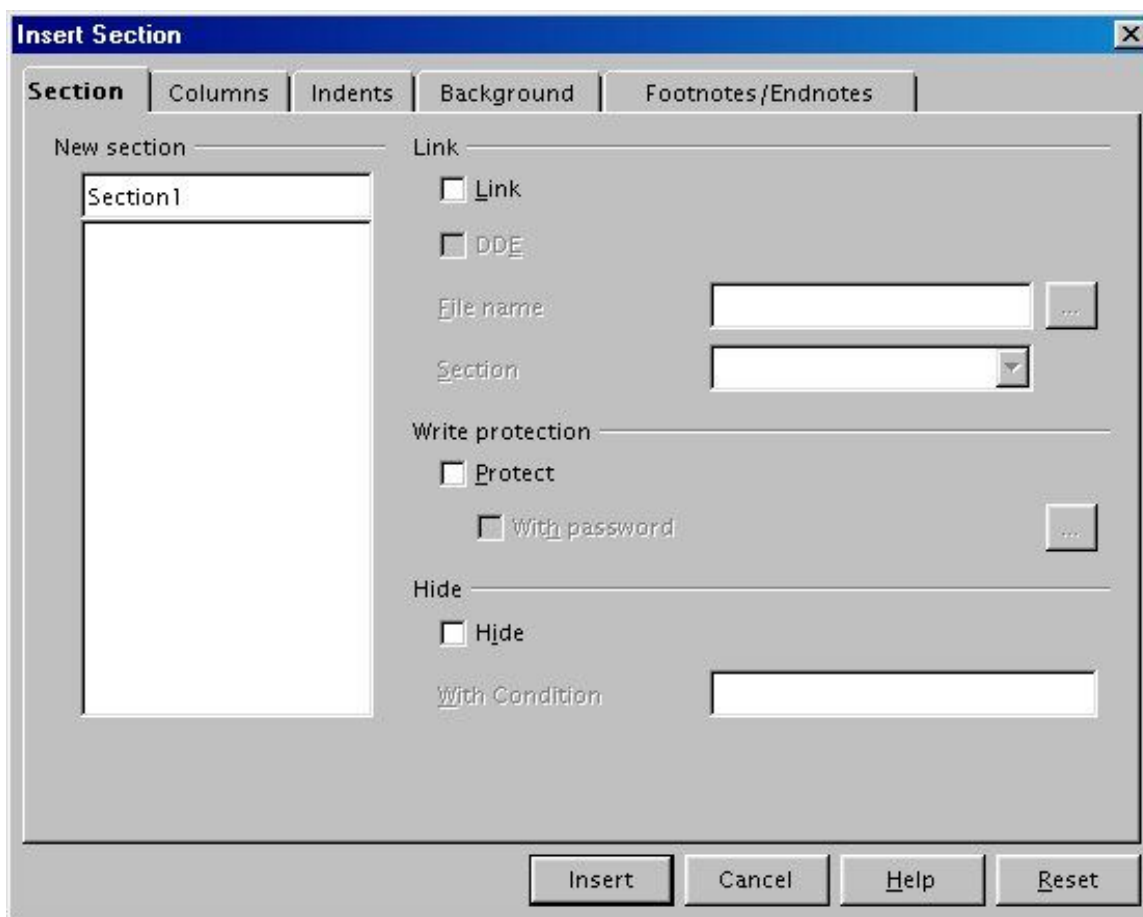 Insert Section
Section Columns Indents Background Footnotes/Endnotes
New section
Section1
Link
Link
DDE
File name
...
Section
Write protection
Protect
With password
...
Hide
Hide
With Condition
Insert Cancel Help Reset